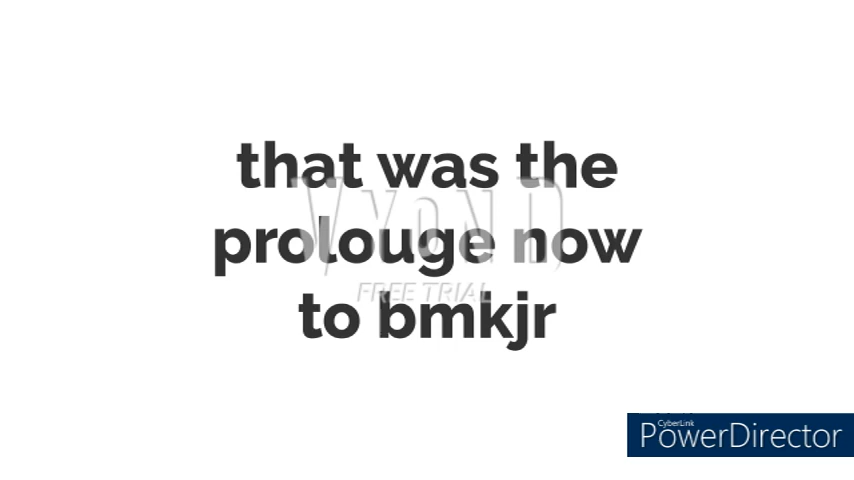 that was the
prolouge now
to bmkjr
VYOND
FREE TRIAL
CyberLink
PowerDirector